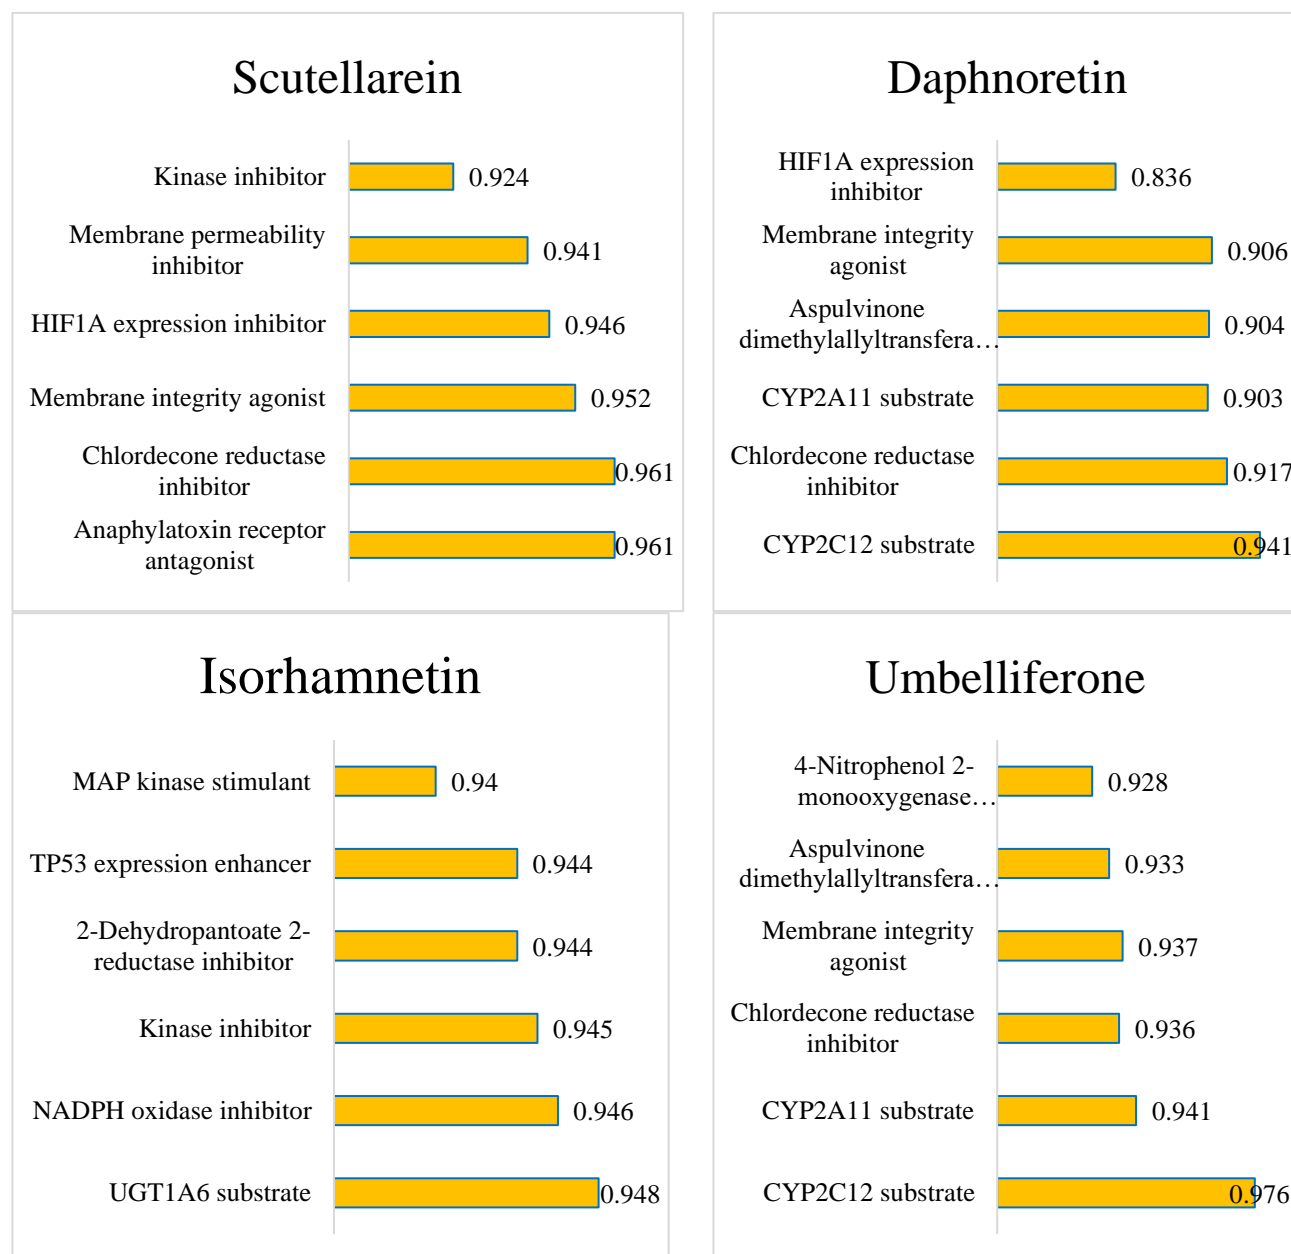 Scutellarein
Kinase inhibitor
0.924
Membrane permeability
inhibitor
0.941
HIF1A expression inhibitor
0.946
Membrane integrity agonist
0.952
Chlordecone reductase
inhibitor
0.961
Anaphylatoxin receptor
antagonist
0.961
Daphnoretin
HIF1A expression
inhibitor
0.836
Membrane integrity
agonist
0.906
Aspulvinone
dimethylallyltransfera…
0.904
CYP2A11 substrate
0.903
Chlordecone reductase
inhibitor
0.917
CYP2C12 substrate
0.941
Isorhamnetin
MAP kinase stimulant
0.94
TP53 expression enhancer
0.944
2-Dehydropantoate 2-
reductase inhibitor
0.944
Kinase inhibitor
0.945
NADPH oxidase inhibitor
0.946
UGT1A6 substrate
0.948
Umbelliferone
4-Nitrophenol 2-
monooxygenase…
0.928
Aspulvinone
dimethylallyltransfera…
0.933
Membrane integrity
agonist
0.937
Chlordecone reductase
inhibitor
0.936
CYP2A11 substrate
0.941
CYP2C12 substrate
0.976